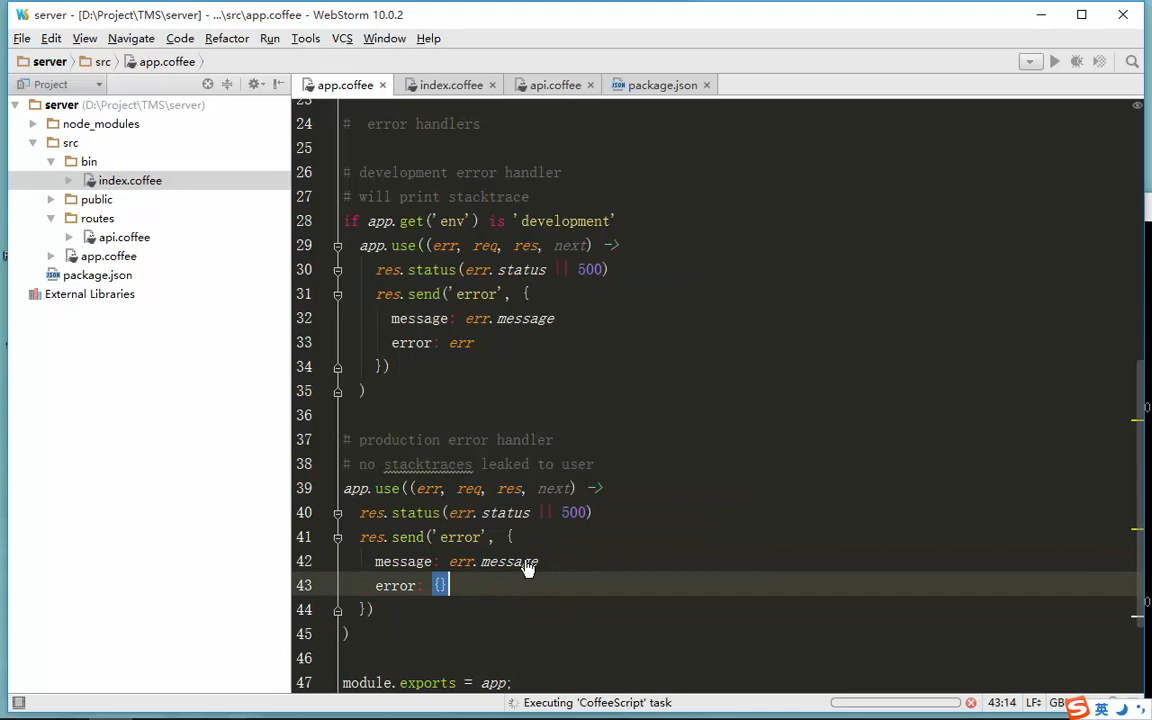 server - [D:\Project\TMS\server] - ...\src\app.coffee - WebStorm 10.0.2
File Edit View Navigate Code Refactor Run Tools VCS Window Help
server src app.coffee
Project
app.coffee index.coffee api.coffee package.json
server (D:\Project\TMS\server)
node_modules
src
bin
index.coffee
public
routes
api.coffee
app.coffee
package.json
External Libraries
23
24 # error handlers
25
26 # development error handler
27 # will print stacktrace
28 if app.get('env') is 'development'
29 app.use((err, req, res, next) ->
30 res.status(err.status || 500)
31 res.send('error', {
32 message: err.message
33 error: err
34 })
35 )
36
37 # production error handler
38 # no stacktraces leaked to user
39 app.use((err, req, res, next) ->
40 res.status(err.status || 500)
41 res.send('error', {
42 message: err.message
43 error: {}
44 })
45 )
46
47 module.exports = app;
Executing 'CoffeeScript' task 43:14 LF÷ GB
英